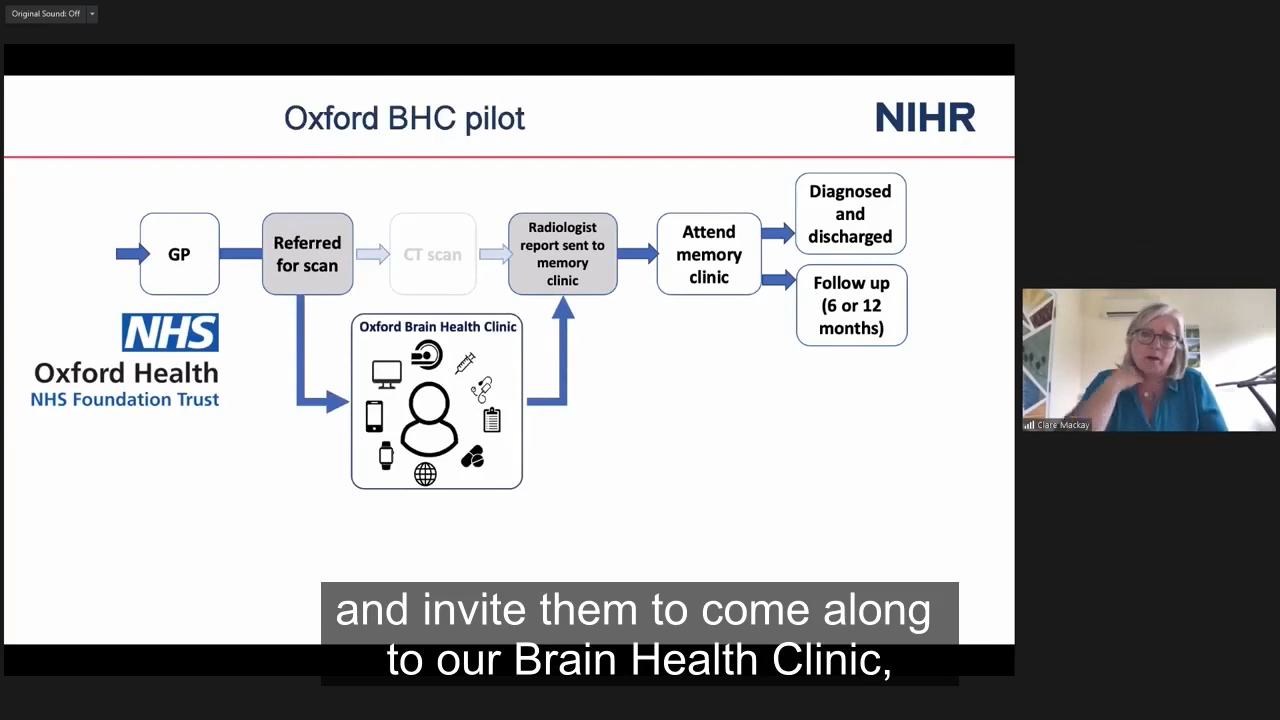 Original Sound: Off
Oxford BHC pilot
NIHR
GP
Referred
for scan
CT scan
Radiologist
report sent to
memory
clinic
Attend
memory
clinic
Diagnosed
and
discharged
Follow up
(6 or 12
months)
NHS
Oxford Health
NHS Foundation Trust
Oxford Brain Health Clinic
Clare Mackay
and invite them to come along
to our Brain Health Clinic,